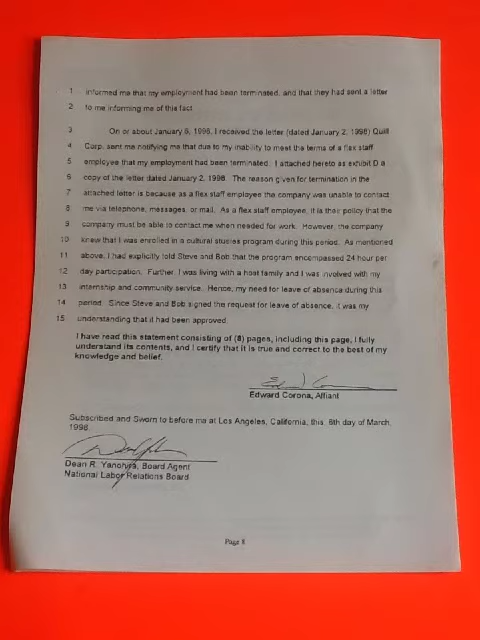 1 informed me that my employment had been terminated, and that they had sent a letter
2 to me informing me of this fact.
3 On or about January 6, 1998, I received the letter (dated January 2, 1998) Quill
4 Corp. sent me notifying me that due to my inability to meet the terms of a flex staff
5 employee that my employment had been terminated. I attached hereto as exhibit D a
6 copy of the letter dated January 2, 1998. The reason given for termination in the
7 attached letter is because as a flex staff employee the company was unable to contact
8 me via telephone, messages, or mail. As a flex staff employee, it is their policy that the
9 company must be able to contact me when needed for work. However, the company
10 knew that I was enrolled in a cultural studies program during this period. As mentioned
11 above, I had explicitly told Steve and Bob that the program encompassed 24 hour per
12 day participation. Further, I was living with a host family and I was involved with my
13 internship and community service. Hence, my need for leave of absence during this
14 period. Since Steve and Bob signed the request for leave of absence, it was my
15 understanding that it had been approved.
I have read this statement consisting of (8) pages, including this page, I fully
understand its contents, and I certify that it is true and correct to the best of my
knowledge and belief.
Edward Corona, Affiant
Subscribed and Sworn to before me at Los Angeles, California, this 6th day of March,
1998.
Dean R. Board Agent
National Labor Relations Board
Page 8